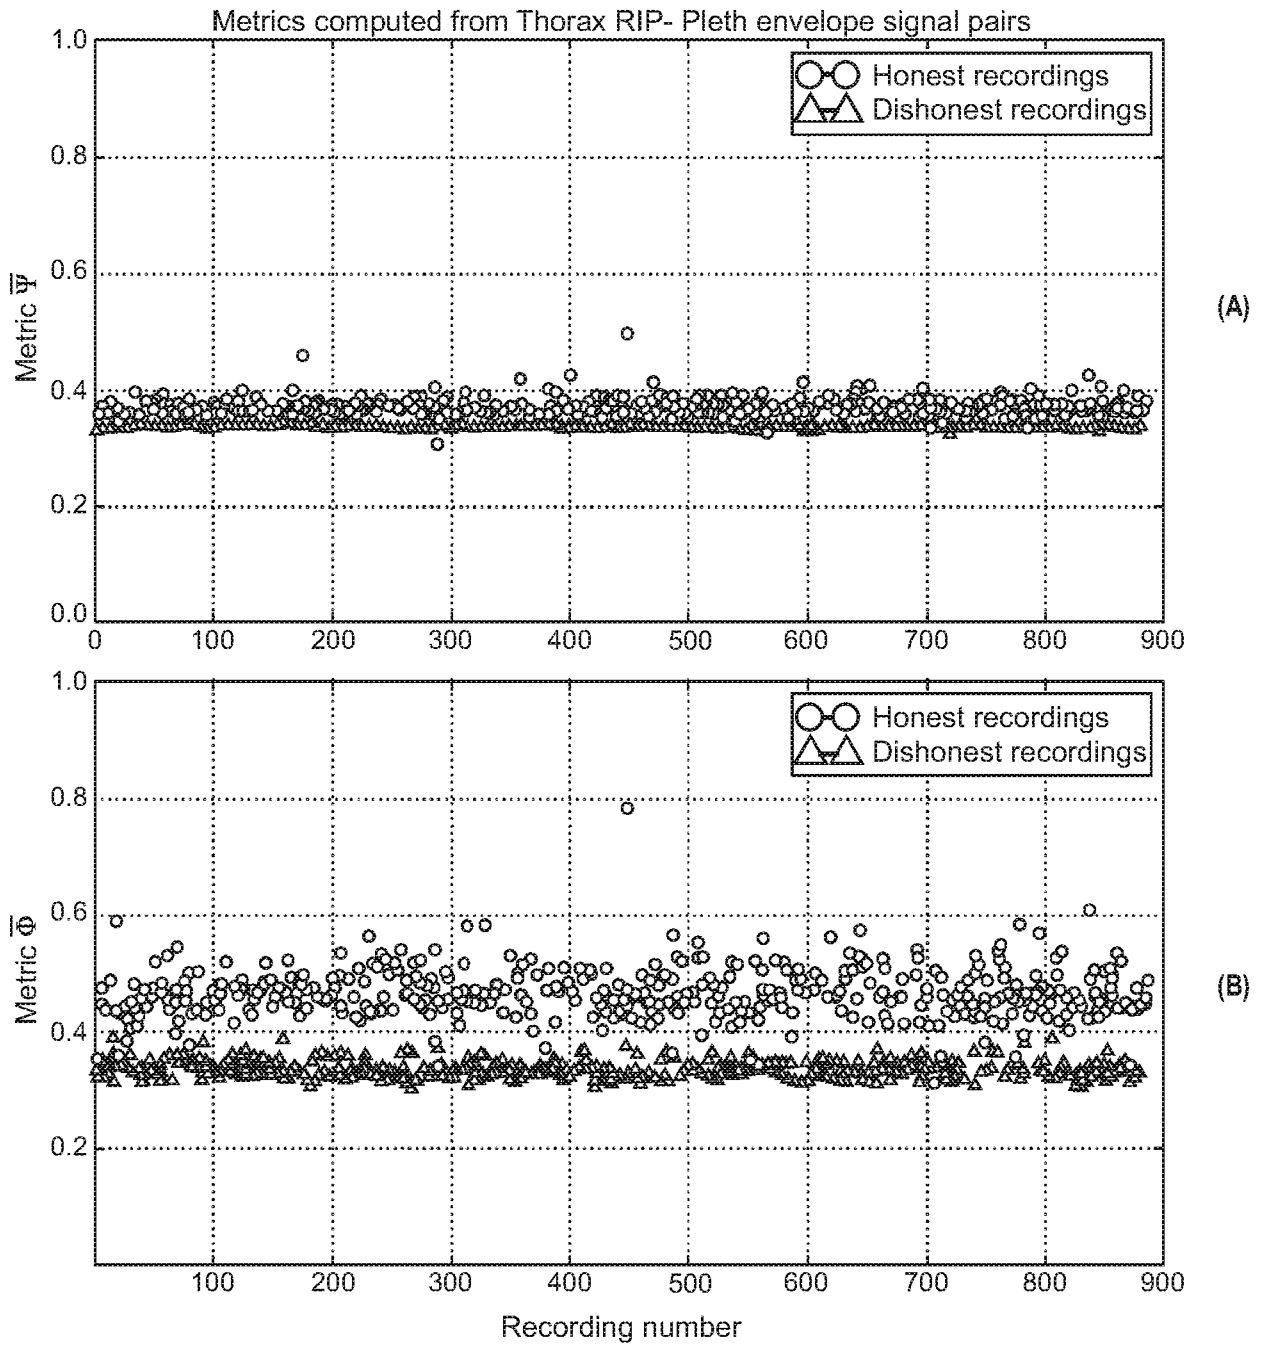 Metrics computed from Thorax RIP- Pleth envelope signal pairs
1.0
Honest recordings
Dishonest recordings
0.8
0.6
Metric Ψ̅
(A)
0.4
0.2
0.0
0 100 200 300 400 500 600 700 800 900
1.0
Honest recordings
Dishonest recordings
0.8
0.6
Metric Φ̅
(B)
0.4
0.2
100 200 300 400 500 600 700 800 900
Recording number